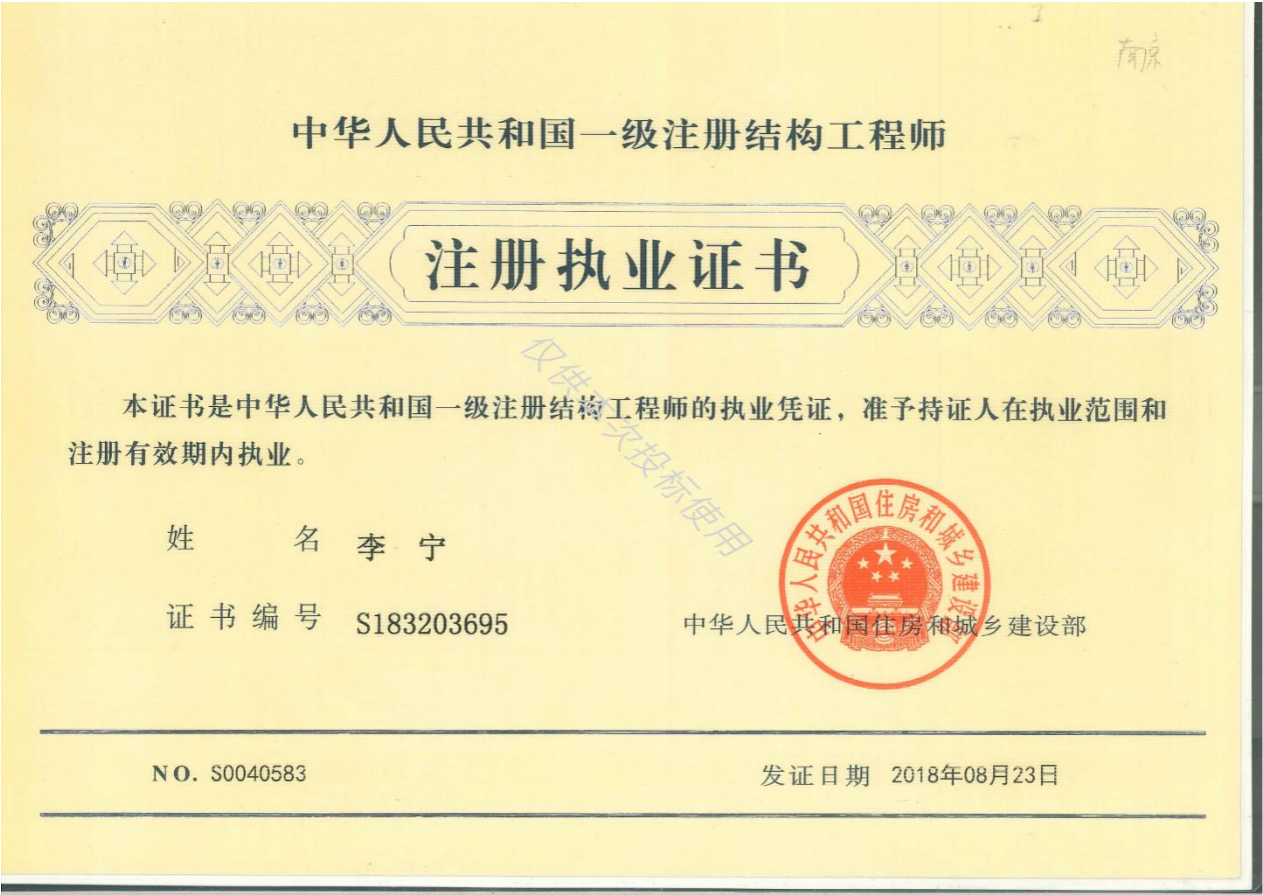 南京
中华人民共和国一级注册结构工程师
注册执业证书
仅供本次投标使用
本证书是中华人民共和国一级注册结构工程师的执业凭证，准予持证人在执业范围和
注册有效期内执业。
姓名 李宁
证书编号 S183203695
中华人民共和国住房和城乡建设部
中华人民共和国住房和城乡建设部
NO. S0040583
发证日期 2018年08月23日